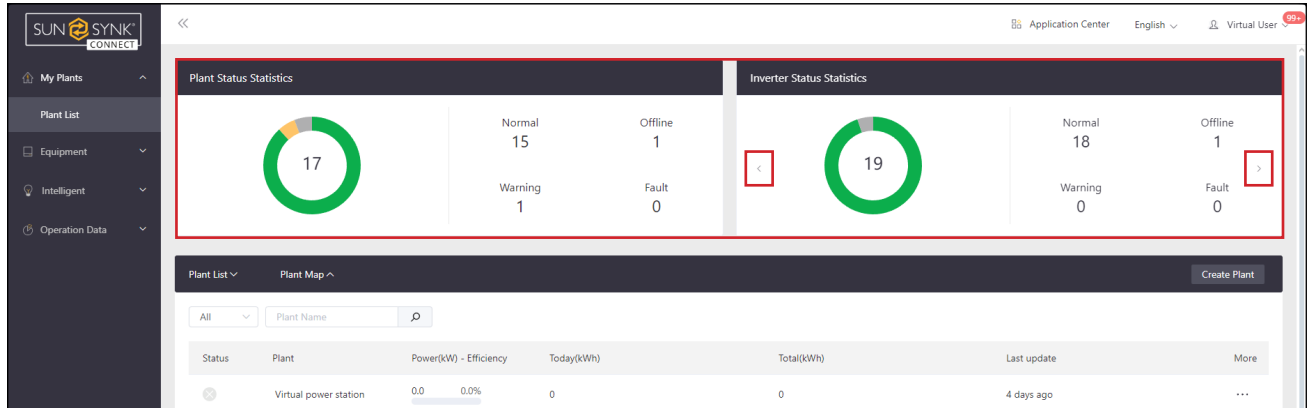 SUN SYNK®
CONNECT
Application Center English Virtual User 99+
My Plants
Plant List
Equipment
Intelligent
Operation Data
Plant Status Statistics
17
Normal Offline
15 1
Warning Fault
1 0
Inverter Status Statistics
19
Normal Offline
18 1
Warning Fault
0 0
Plant List Plant Map Create Plant
All Plant Name
Status Plant Power(kW) - Efficiency Today(kWh) Total(kWh) Last update More
Virtual power station 0.0 0.0% 0 0 4 days ago ...